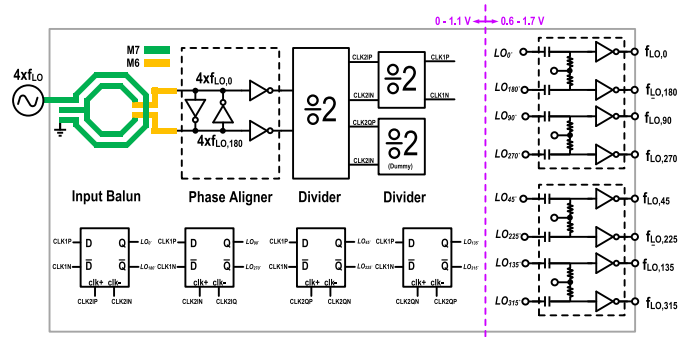 0 - 1.1 V
0.6 - 1.7 V
M7
M6
4xfLO
4xfLO,0
4xfLO,180
÷2
CLK2IP
CLK2IN
CLK2QP
CLK2IN
÷2
CLK1P
CLK1N
÷2
(Dummy)
Input Balun
Phase Aligner
Divider
Divider
LO0°
fLO,0
LO180°
fLO,180
LO90°
fLO,90
LO270°
fLO,270
LO45°
fLO,45
LO225°
fLO,225
LO135°
fLO,135
LO315°
fLO,315
CLK1P
D
Q
LO0°
CLK1N
D
Q
LO180°
clk+
clk-
CLK2IP
CLK2IN
CLK1P
D
Q
LO90°
CLK1N
D
Q
LO270°
clk+
clk-
CLK2IN
CLK2IQ
CLK1P
D
Q
LO45°
CLK1N
D
Q
LO225°
clk+
clk-
CLK2QP
CLK2QN
CLK1P
D
Q
LO135°
CLK1N
D
Q
LO315°
clk+
clk-
CLK2QN
CLK2QP